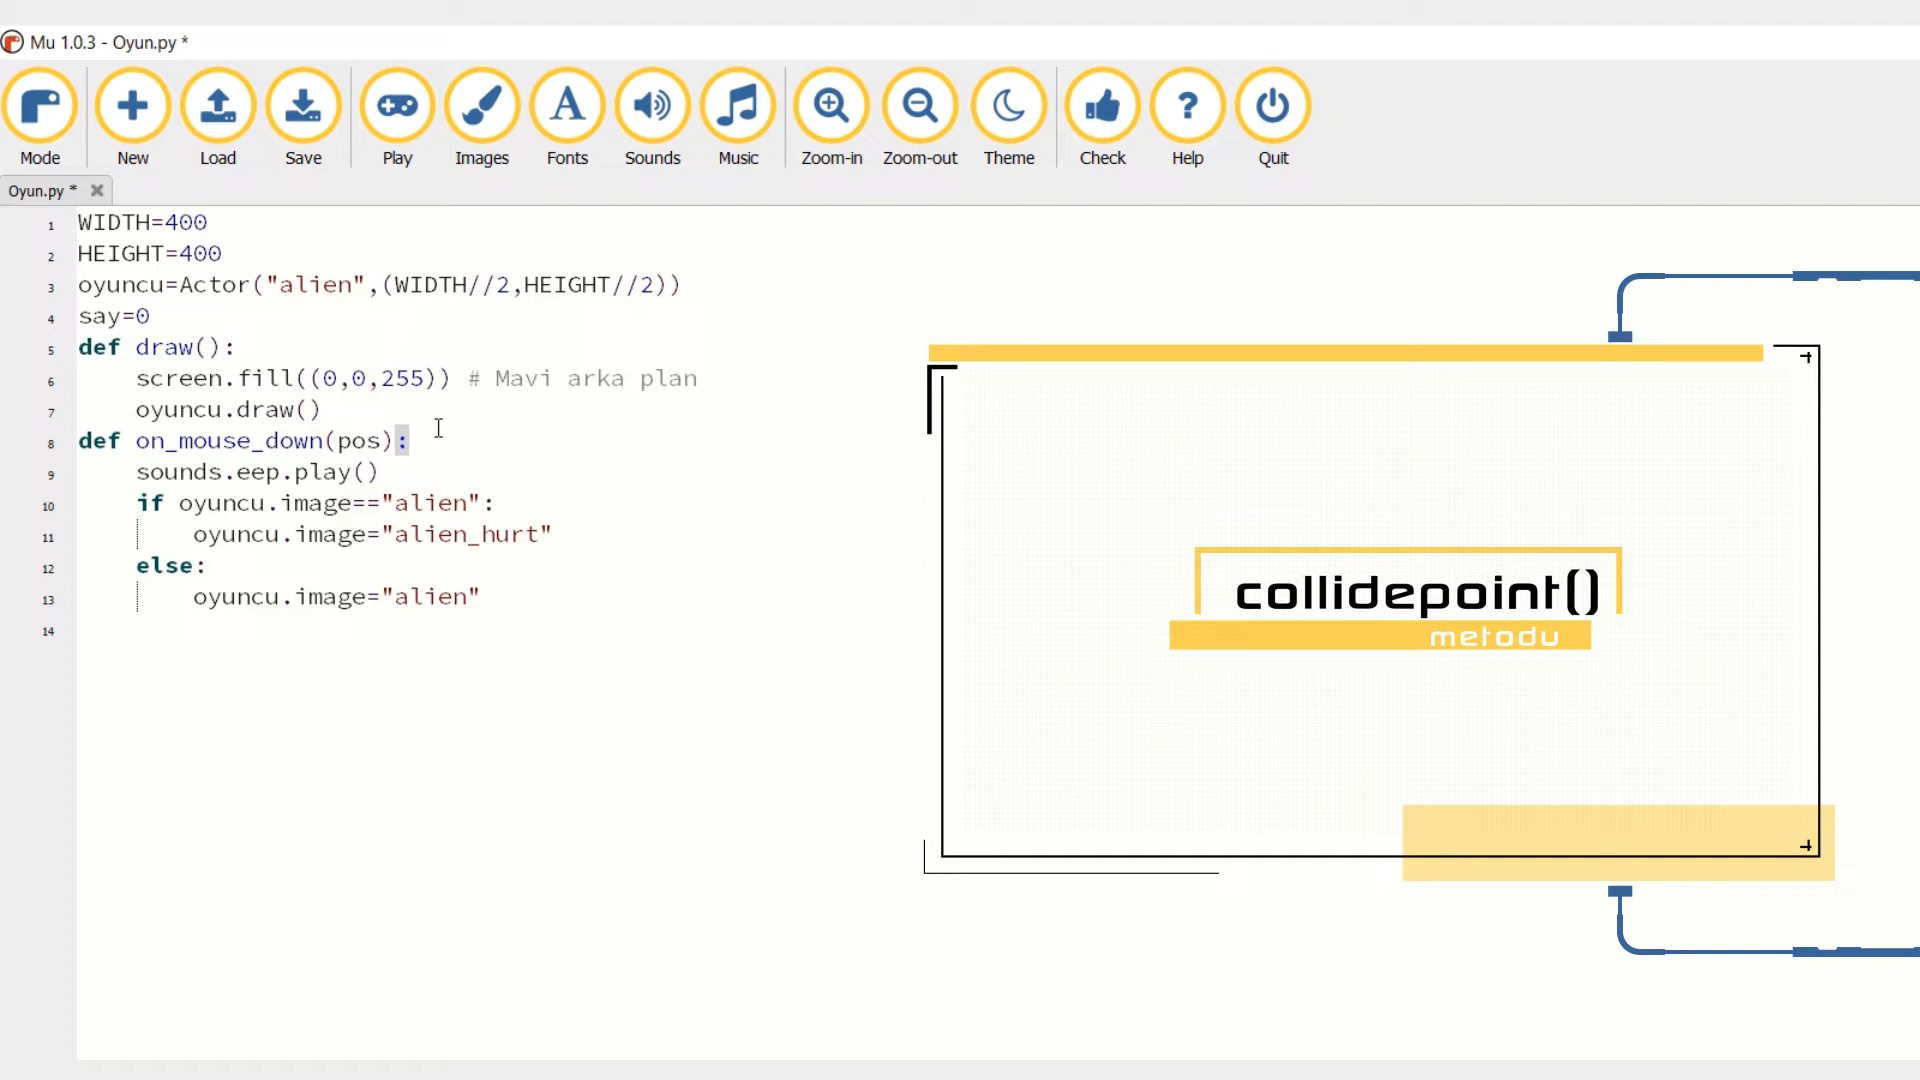 Mu 1.0.3 - Oyun.py *
Mode New Load Save Play Images Fonts Sounds Music Zoom-in Zoom-out Theme Check Help Quit
Oyun.py *
1 WIDTH=400
2 HEIGHT=400
3 oyuncu=Actor("alien",(WIDTH//2,HEIGHT//2))
4 say=0
5 def draw():
6 screen.fill((0,0,255)) # Mavi arka plan
7 oyuncu.draw()
8 def on_mouse_down(pos):
9 sounds.eep.play()
10 if oyuncu.image=="alien":
11 oyuncu.image="alien_hurt"
12 else:
13 oyuncu.image="alien"
14
collidepoint()
metodu